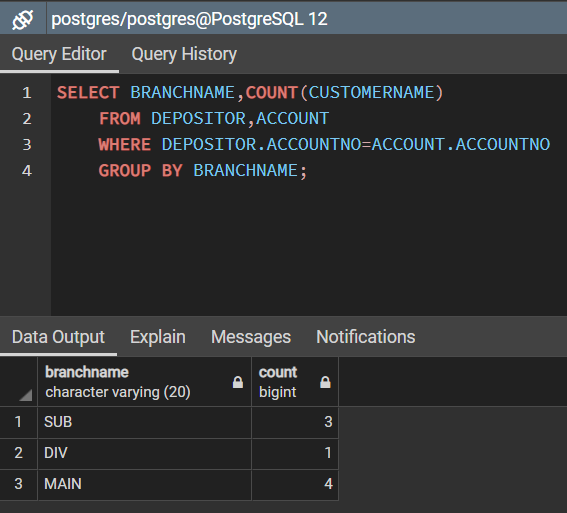 postgres/postgres@PostgreSQL 12
Query Editor Query History
1 SELECT BRANCHNAME,COUNT(CUSTOMERNAME)
2 FROM DEPOSITOR,ACCOUNT
3 WHERE DEPOSITOR.ACCOUNTNO=ACCOUNT.ACCOUNTNO
4 GROUP BY BRANCHNAME;
Data Output Explain Messages Notifications
branchname count
character varying (20) bigint
1 SUB 3
2 DIV 1
3 MAIN 4